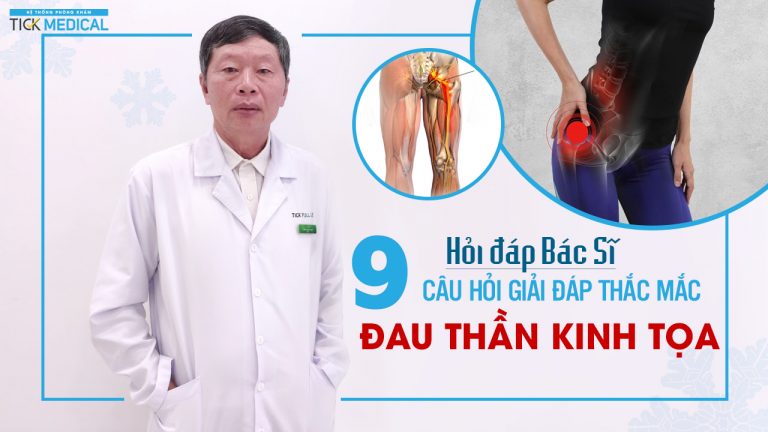 HỆ THỐNG PHÒNG KHÁM
TICK MEDICAL
Hỏi đáp Bác Sĩ
9 CÂU HỎI GIẢI ĐÁP THẮC MẮC
ĐAU THẦN KINH TỌA